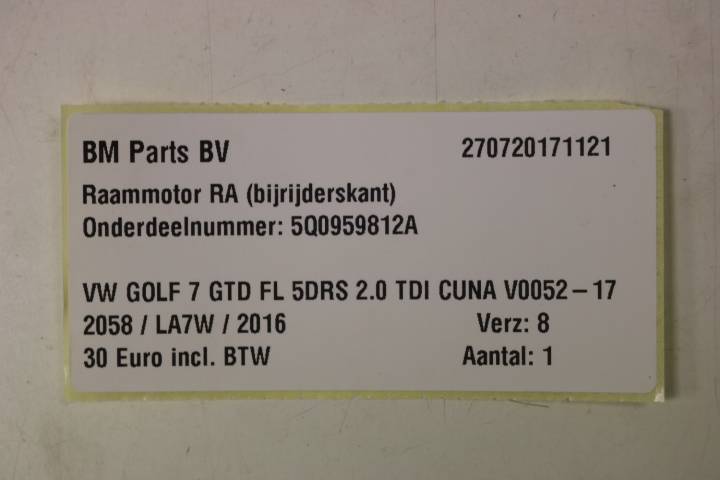 BM Parts BV 270720171121
Raammotor RA (bijrijderskant)
Onderdeelnummer: 5Q0959812A
VW GOLF 7 GTD FL 5DRS 2.0 TDI CUNA V0052-17
2058 / LA7W / 2016 Verz: 8
30 Euro incl. BTW Aantal: 1